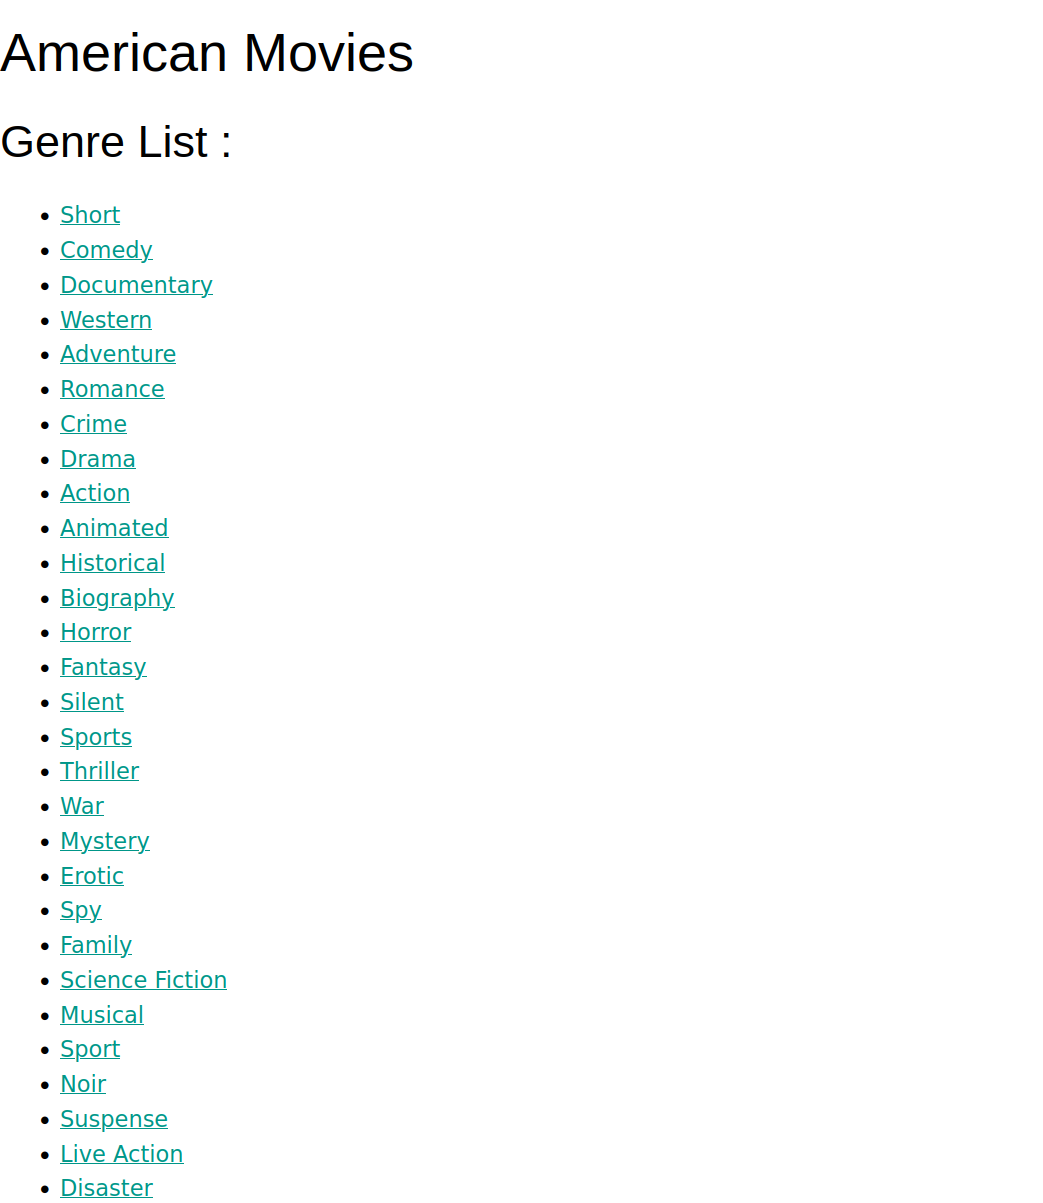 American Movies
Genre List :
Short
Comedy
Documentary
Western
Adventure
Romance
Crime
Drama
Action
Animated
Historical
Biography
Horror
Fantasy
Silent
Sports
Thriller
War
Mystery
Erotic
Spy
Family
Science Fiction
Musical
Sport
Noir
Suspense
Live Action
Disaster